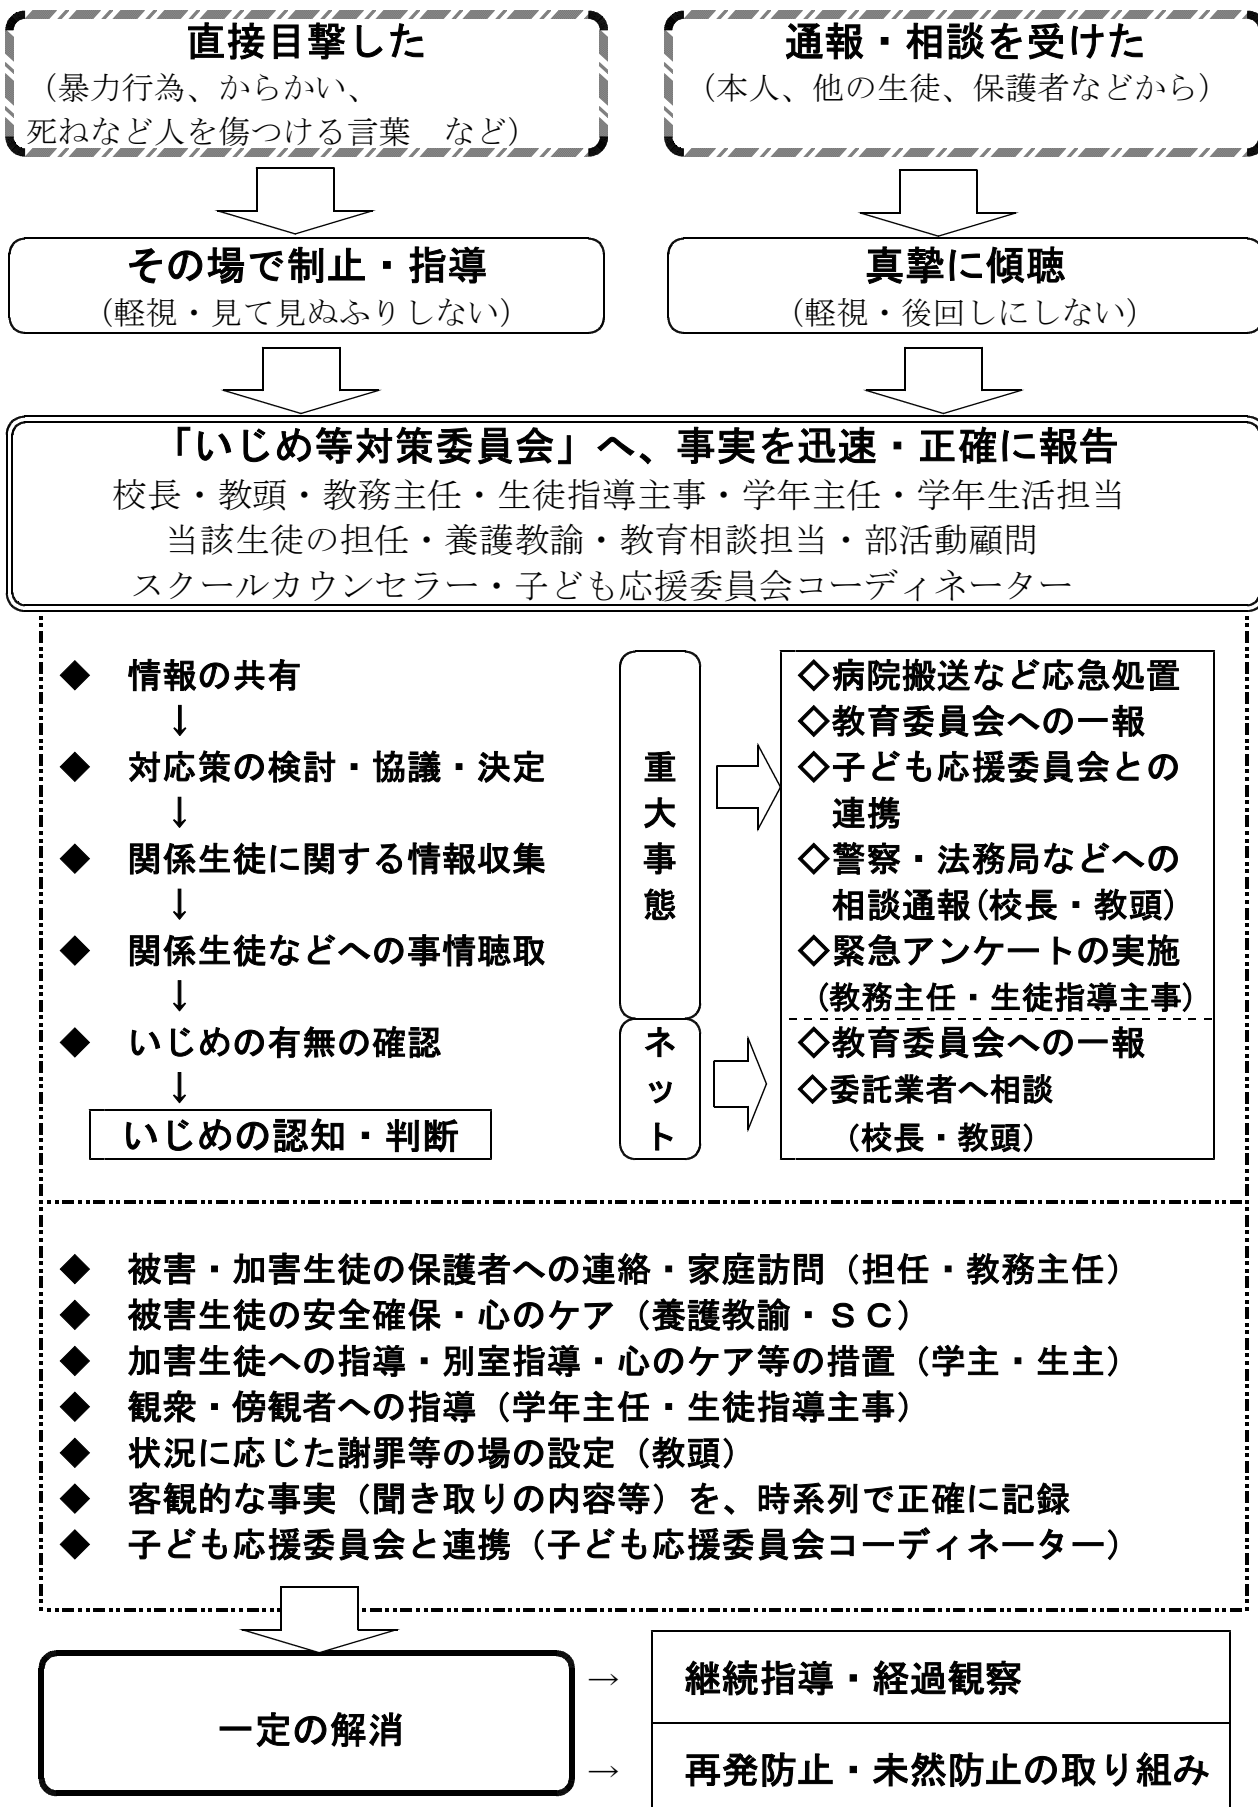 直接目撃した
（暴力行為、からかい、
死ねなど人を傷つける言葉　など）
通報・相談を受けた
（本人、他の生徒、保護者などから）
その場で制止・指導
（軽視・見て見ぬふりしない）
真摯に傾聴
（軽視・後回しにしない）
「いじめ等対策委員会」へ、事実を迅速・正確に報告
校長・教頭・教務主任・生徒指導主事・学年主任・学年生活担当
当該生徒の担任・養護教諭・教育相談担当・部活動顧問
スクールカウンセラー・子ども応援委員会コーディネーター
◆　情報の共有
↓
◆　対応策の検討・協議・決定
↓
◆　関係生徒に関する情報収集
↓
◆　関係生徒などへの事情聴取
↓
◆　いじめの有無の確認
↓
いじめの認知・判断
重
大
事
態
◇病院搬送など応急処置
◇教育委員会への一報
◇子ども応援委員会との
連携
◇警察・法務局などへの
相談通報(校長・教頭)
◇緊急アンケートの実施
(教務主任・生徒指導主事)
ネ
ッ
ト
◇教育委員会への一報
◇委託業者へ相談
（校長・教頭）
◆　被害・加害生徒の保護者への連絡・家庭訪問（担任・教務主任）
◆　被害生徒の安全確保・心のケア（養護教諭・ＳＣ）
◆　加害生徒への指導・別室指導・心のケア等の措置（学主・生主）
◆　観衆・傍観者への指導（学年主任・生徒指導主事）
◆　状況に応じた謝罪等の場の設定（教頭）
◆　客観的な事実（聞き取りの内容等）を、時系列で正確に記録
◆　子ども応援委員会と連携（子ども応援委員会コーディネーター）
一定の解消
→　継続指導・経過観察
→　再発防止・未然防止の取り組み